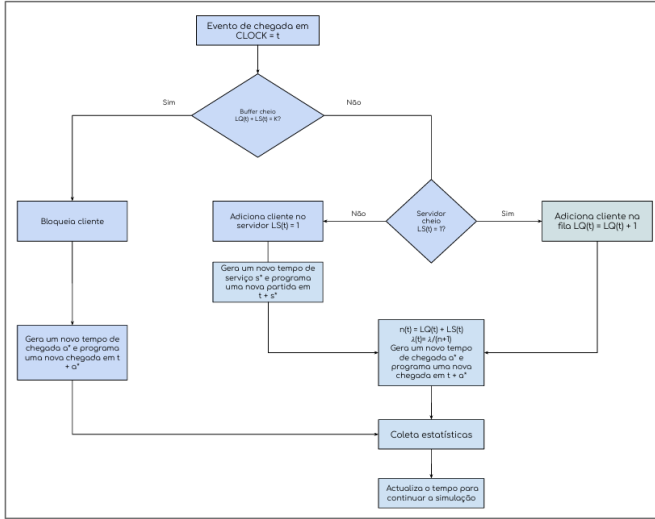 Evento de chegada em
CLOCK = t
Sim
Buffer cheio
LQ(t) + LS(t) = K?
Não
Bloqueia cliente
Adiciona cliente no
servidor LS(t) = 1
Não
Servidor
cheio
LS(t) = 1?
Sim
Adiciona cliente na
fila LQ(t) = LQ(t) + 1
Gera um novo tempo de
serviço s* e programa
uma nova partida em
t + s*
Gera um novo tempo de
chegada a* e programa
uma nova chegada em t
+ a*
n(t) = LQ(t) + LS(t)
λ(t)= λ/(n+1)
Gera um novo tempo
de chegada a* e
programa uma nova
chegada em t + a*
Coleta estatísticas
Actualiza o tempo para
continuar a simulação